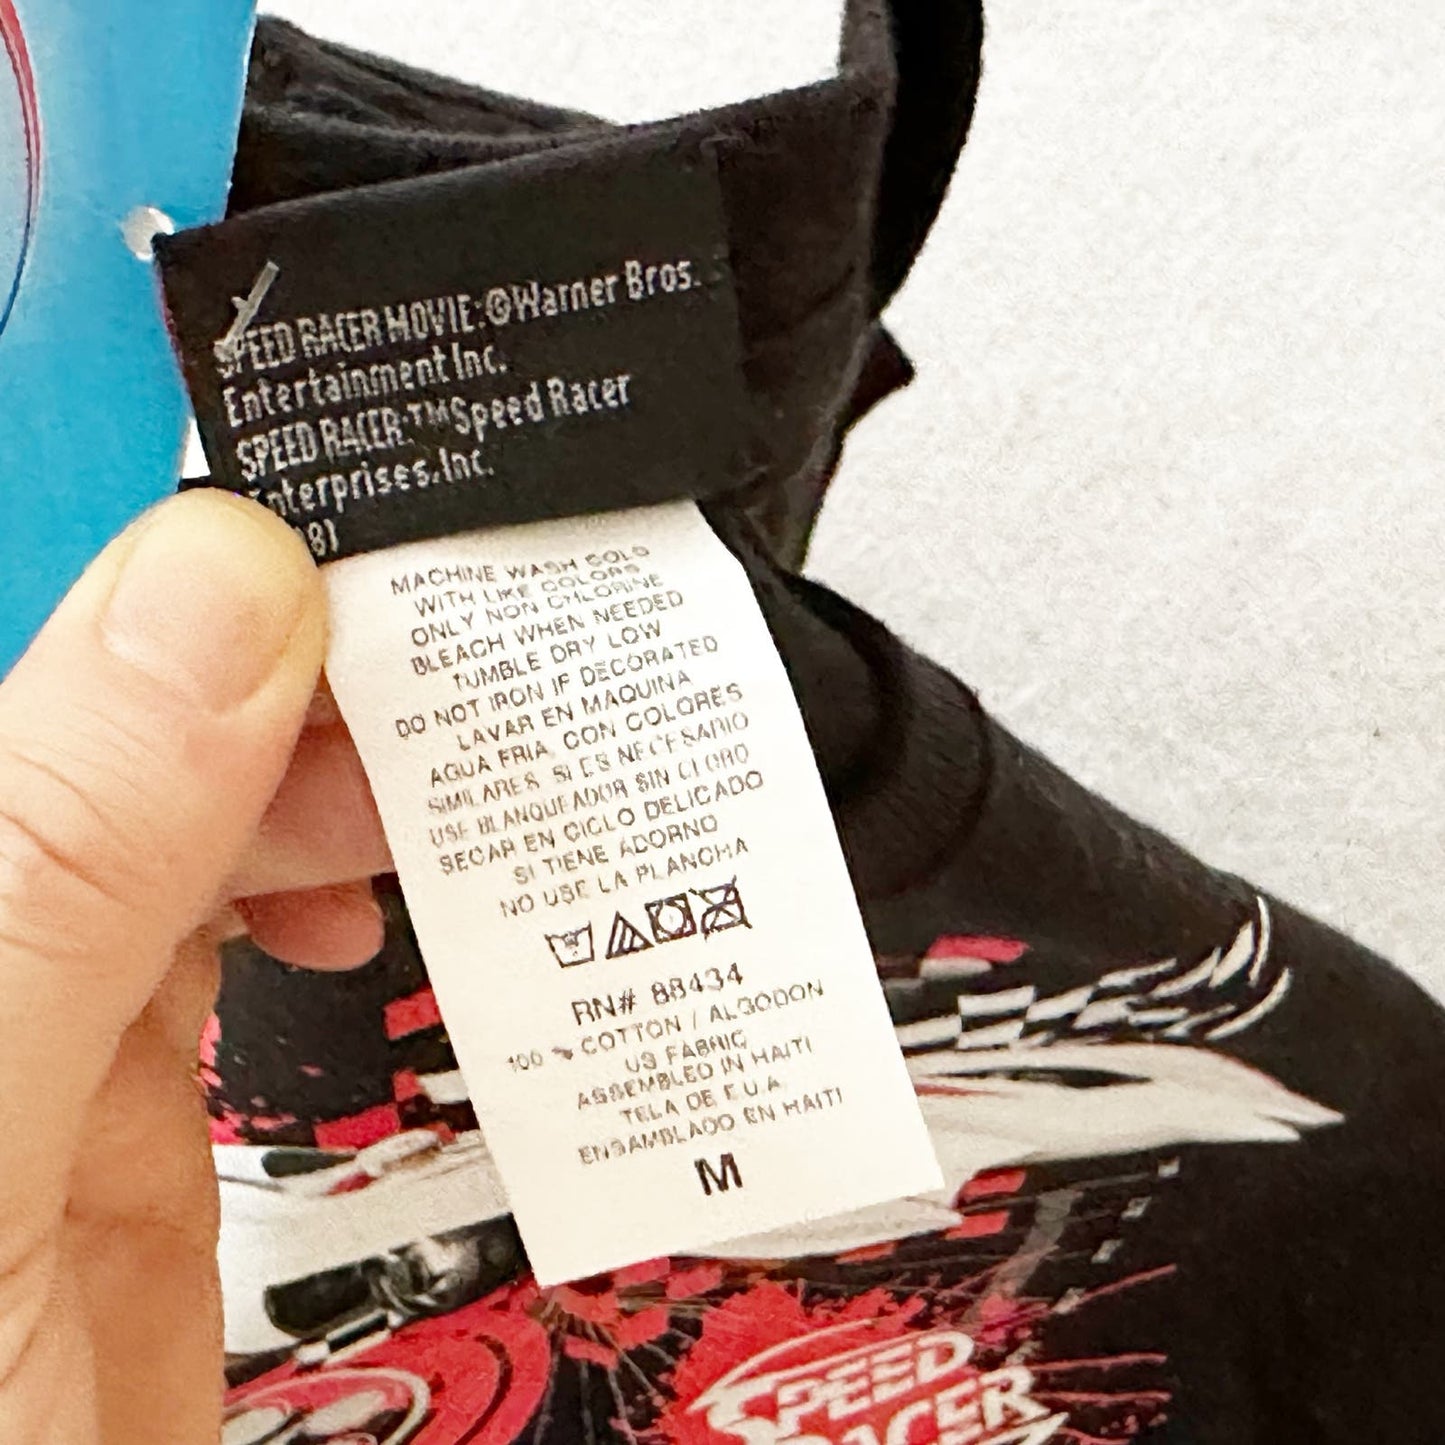 SPEED RACER MOVIE:©Warner Bros.
Entertainment Inc.
SPEED RACER:TMSpeed Racer
Enterprises,Inc.
8)
MACHINE WASH COLD
WITH LIKE COLORS
ONLY NON CHLORINE
BLEACH WHEN NEEDED
TUMBLE DRY LOW
DO NOT IRON IF DECORATED
LAVAR EN MAQUINA
AGUA FRIA, CON COLORES
SIMILARES SI ES NECESARIO
USE BLANQUEADOR SIN CLORO
SECAR EN CICLO DELICADO
SI TIENE ADORNO
NO USE LA PLANCHA
RN# 88434
100 % COTTON / ALGODON
US FABRIC
ASSEMBLED IN HAITI
TELA DE E.U.A.
ENSAMBLADO EN HAITI
M
SPEED
RACER